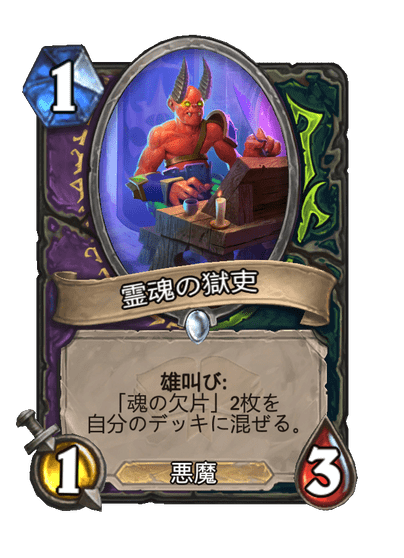 1
霊魂の獄吏
雄叫び:
「魂の欠片」2枚を
自分のデッキに混ぜる。
1
悪魔
3